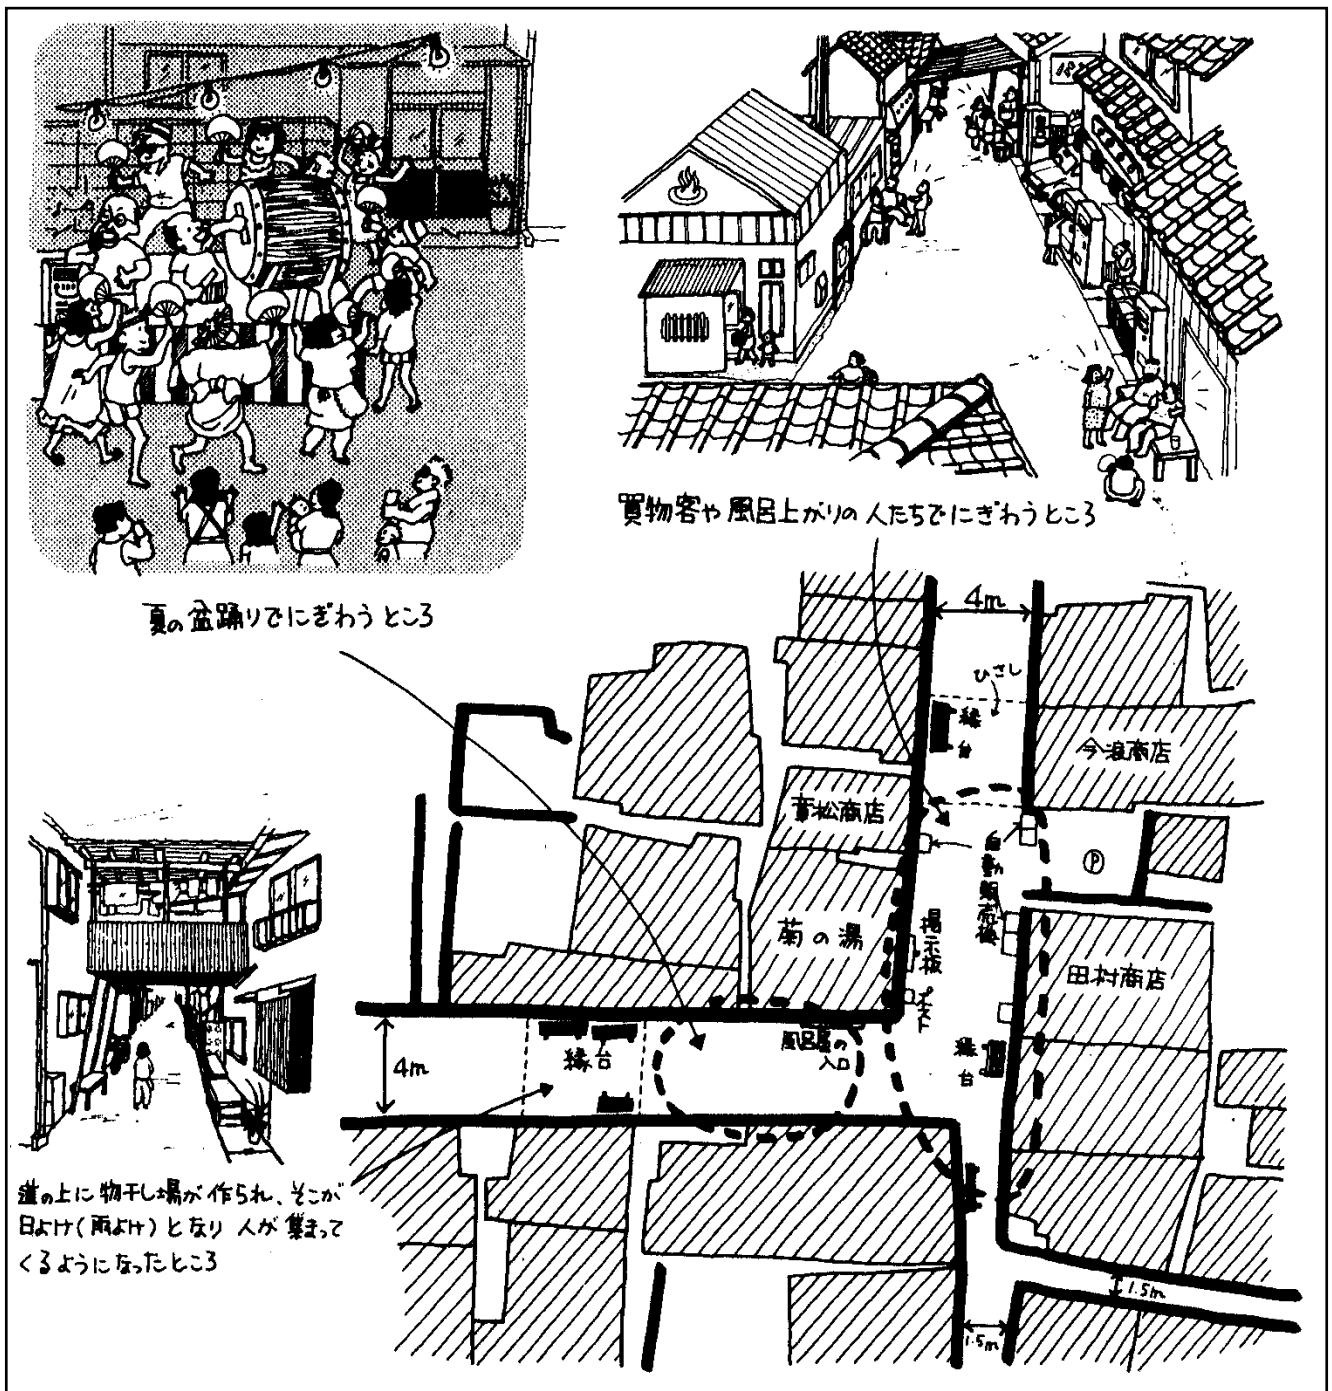 買物客や風呂上がりの人たちでにぎわうところ
夏の盆踊りでにぎわうところ
4m
ひさし
縁台
今浪商店
喜松商店
自動販売機
P
菊の湯
掲示板
ポスト
田村商店
風呂屋の
入口
縁台
縁台
4m
道の上に物干し場が作られ、そこが
日よけ(雨よけ)となり 人が集まって
くるようになったところ
1.5m
1.5m